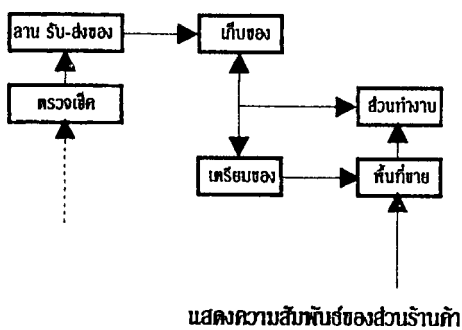 ลาน รับ-ส่งของ
เก็บของ
ตรวจเช็ค
ส่วนทำงาน
เตรียมของ
พื้นที่ขาย
แสดงความสัมพันธ์ของส่วนร้านค้า